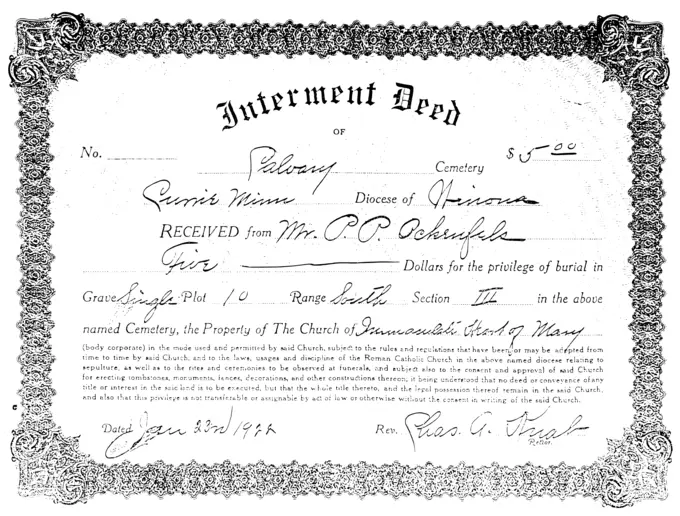 Interment Deed
OF
No. Calvary Cemetery $5.00
Currie Minn Diocese of Winona
RECEIVED from Mr. P. P. Ockenfels
Five Dollars for the privilege of burial in
Grave Single Plot 10 Range South Section III in the above
named Cemetery, the Property of The Church of Immaculate Heart of Mary
(body corporate) in the mode used and permitted by said Church, subject to the rules and regulations that have been or may be adopted from
time to time by said Church, and to the laws, usages and discipline of the Roman Catholic Church in the above named diocese relating to
sepulture, as well as to the rites and ceremonies to be observed at funerals, and subject also to the consent and approval of said Church
for erecting tombstones, monuments, fances, decorations, and other constructions thereon, it being understood that no deed or conveyance of any
title or interest in the said land is to be executed, but that the whole title thereto, and the legal possession thereof remain in the said Church,
and also that this privilege is not transferable or assignable by act of law or otherwise without the consent in writing of the said Church.
Dated Jan 23rd 1922 Rev. Chas. G. Knab
Rector.